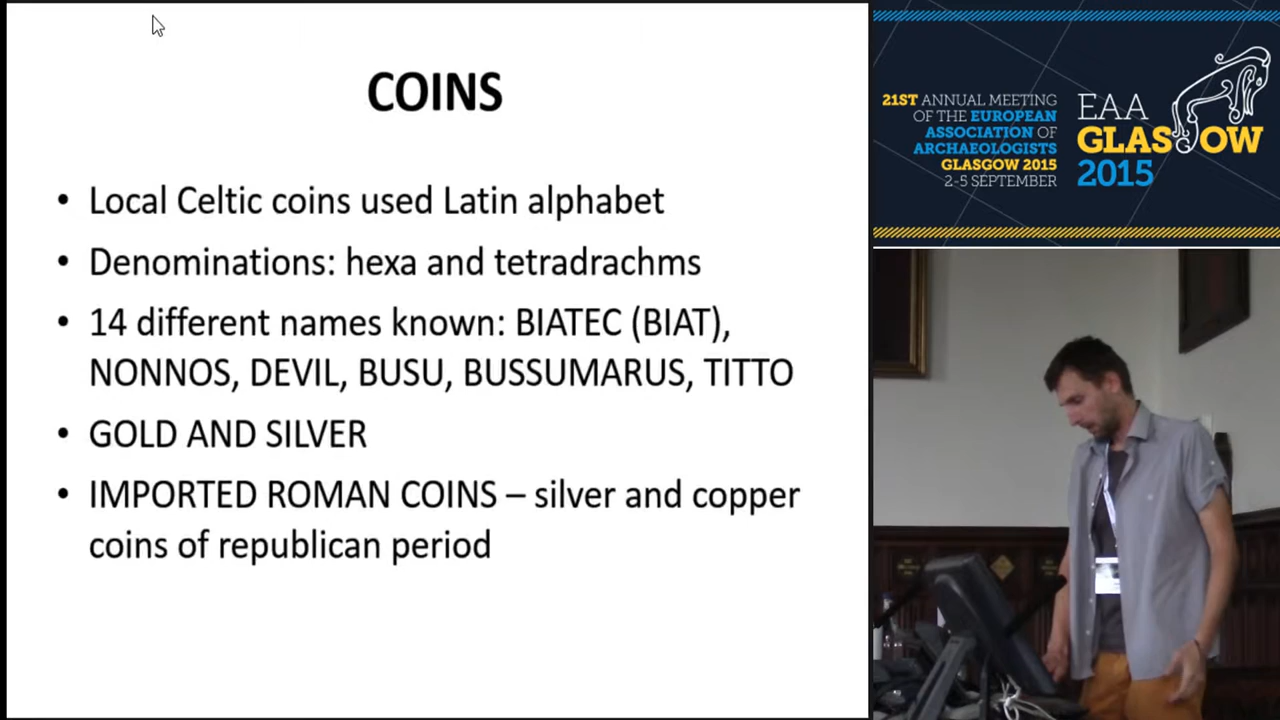 COINS
• Local Celtic coins used Latin alphabet
• Denominations: hexa and tetradrachms
• 14 different names known: BIATEC (BIAT),
NONNOS, DEVIL, BUSU, BUSSUMARUS, TITTO
• GOLD AND SILVER
• IMPORTED ROMAN COINS – silver and copper
coins of republican period
21ST ANNUAL MEETING
OF THE EUROPEAN
ASSOCIATION OF
ARCHAEOLOGISTS
GLASGOW 2015
2-5 SEPTEMBER
EAA
GLASGOW
2015